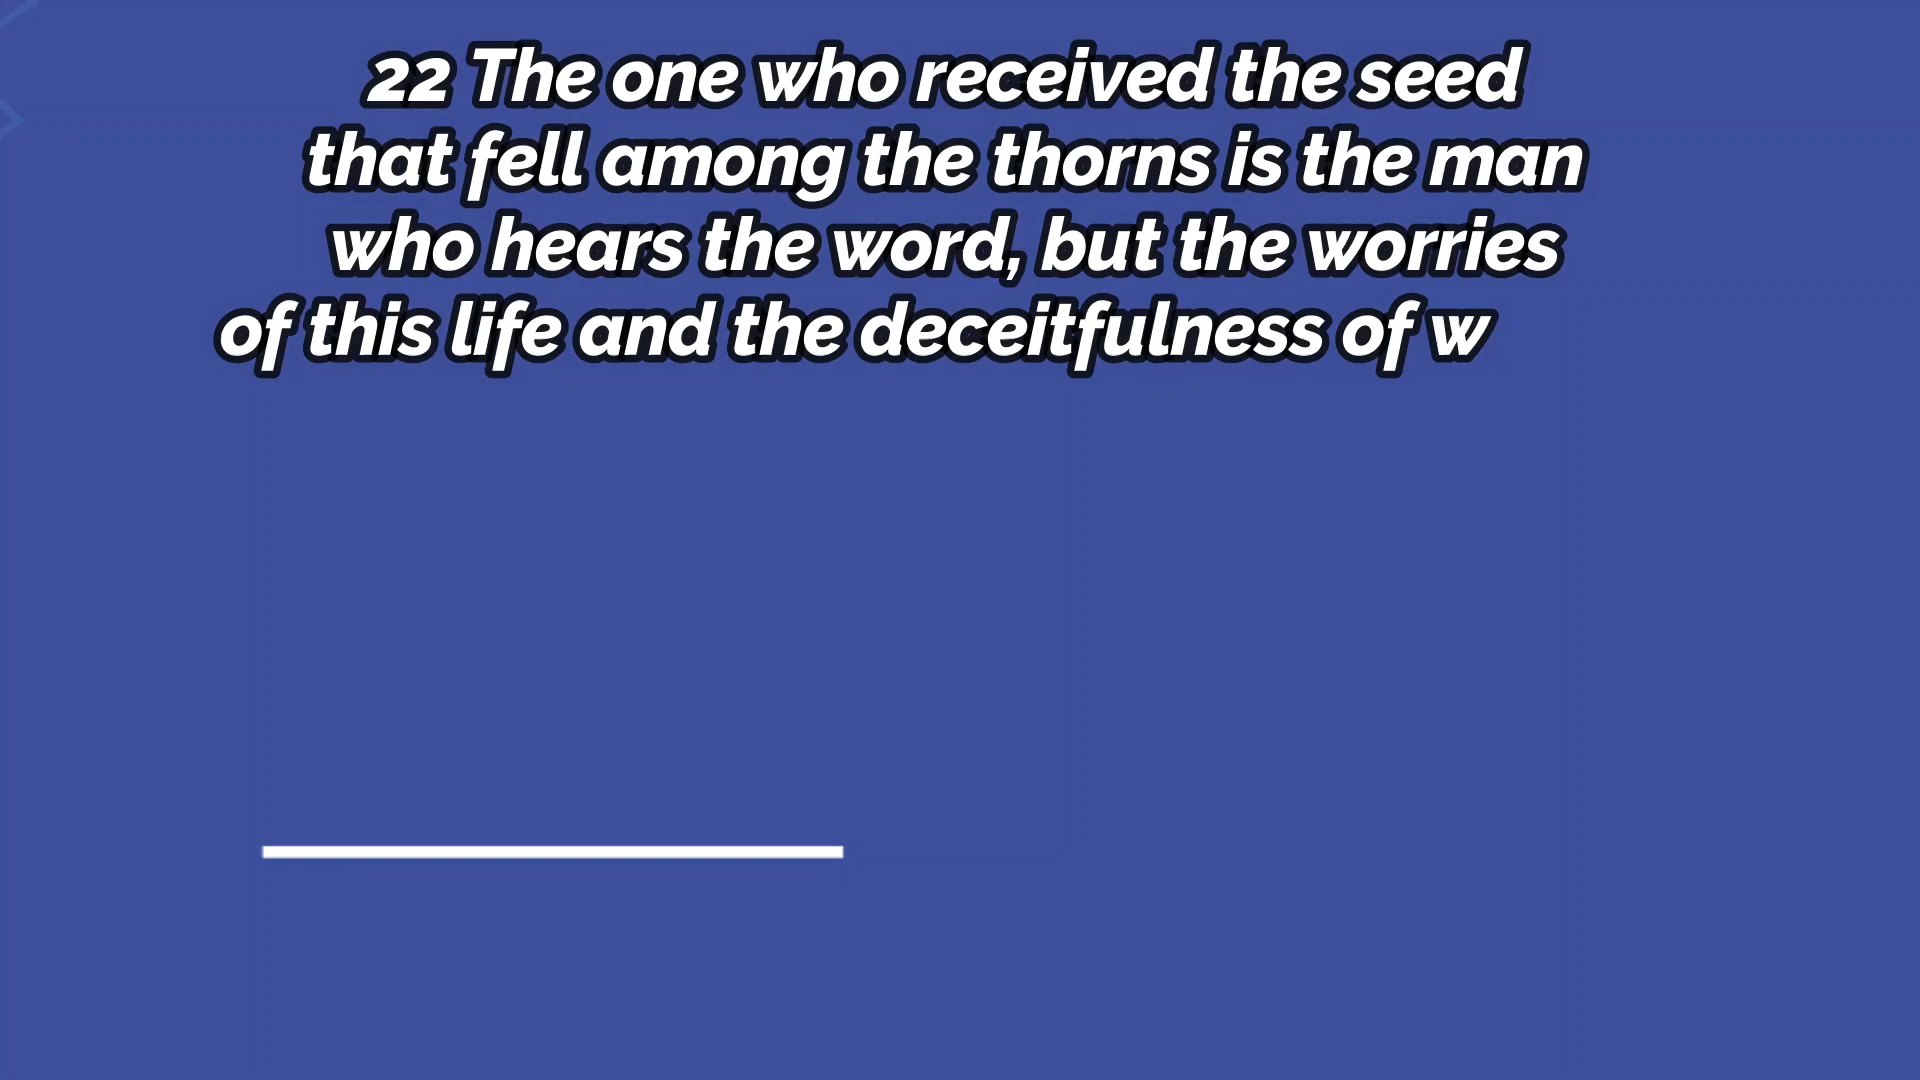 22 The one who received the seed
that fell among the thorns is the man
who hears the word, but the worries
of this life and the deceitfulness of w